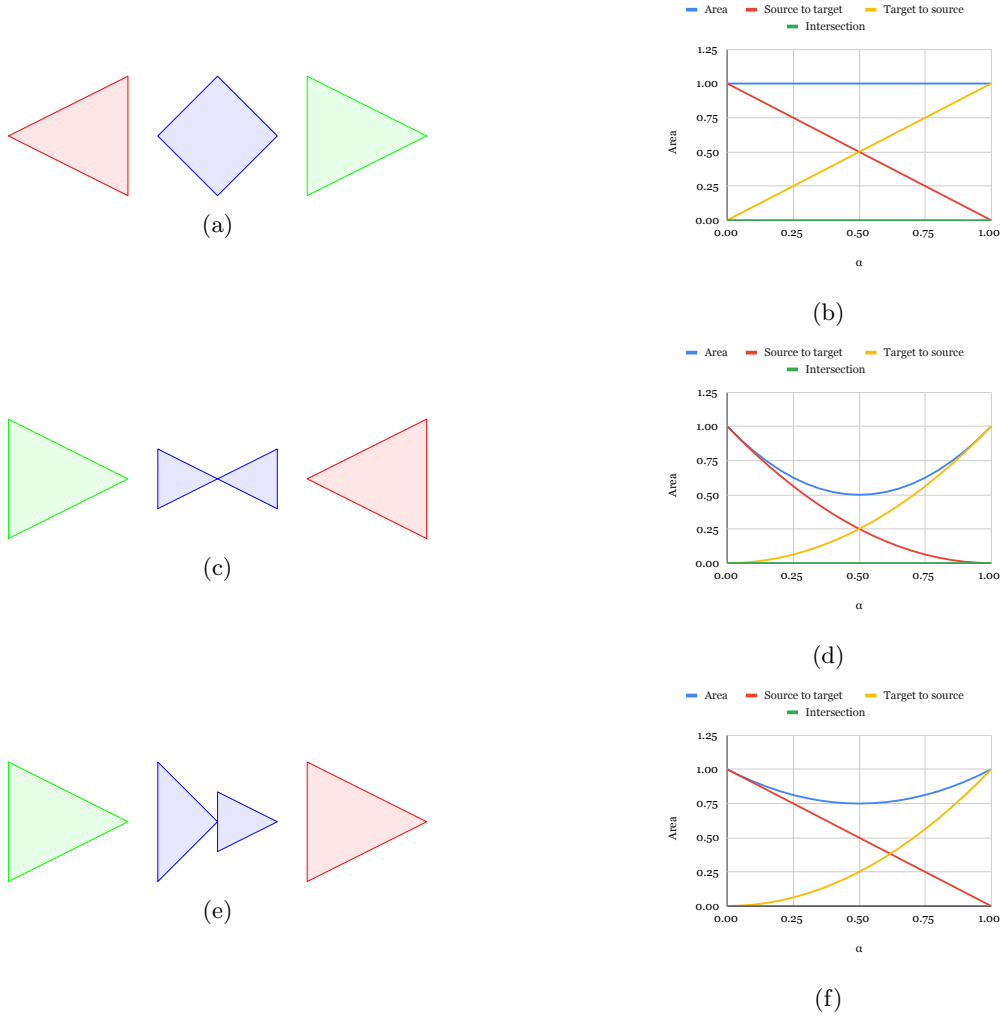 Area Source to target Target to source
Intersection
1.25
1.00
0.75
0.50
0.25
0.00
Area
0.00 0.25 0.50 0.75 1.00
α
(a)
(b)
Area Source to target Target to source
Intersection
1.25
1.00
0.75
0.50
0.25
0.00
Area
0.00 0.25 0.50 0.75 1.00
α
(c)
(d)
Area Source to target Target to source
Intersection
1.25
1.00
0.75
0.50
0.25
0.00
Area
0.00 0.25 0.50 0.75 1.00
α
(e)
(f)